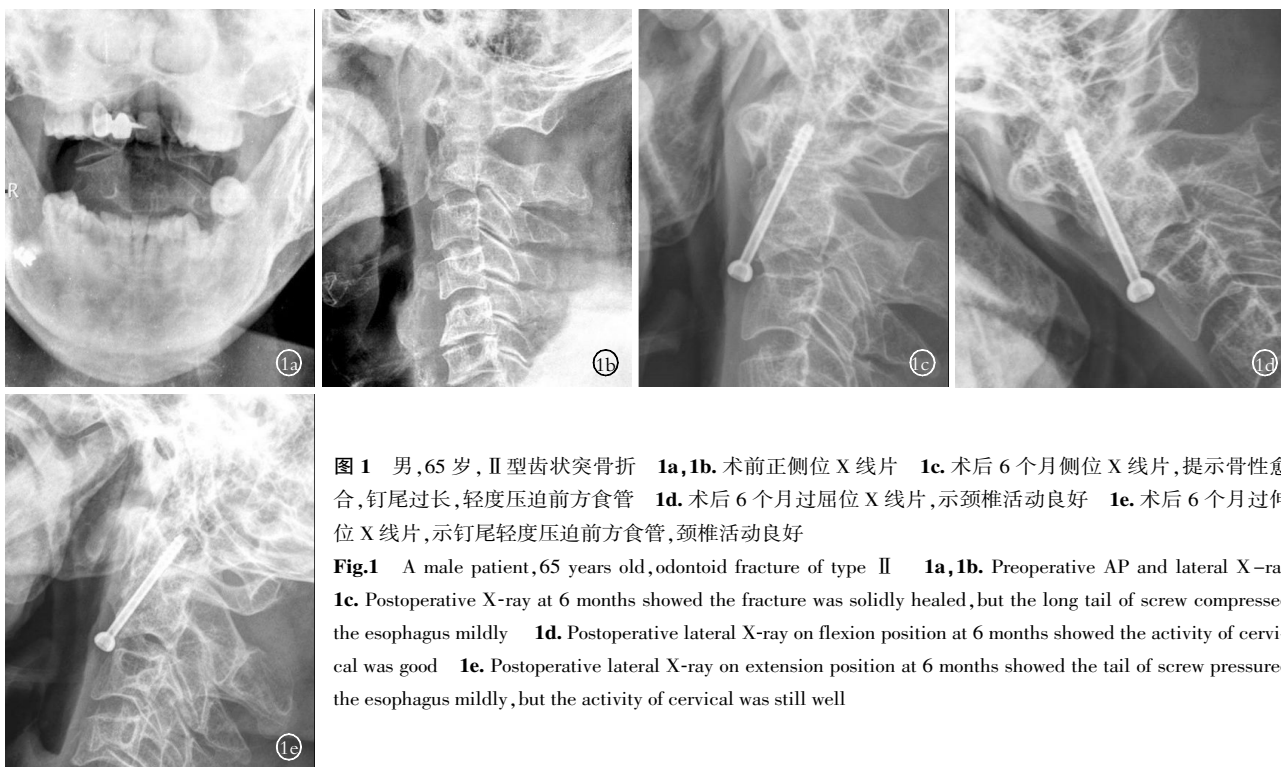 R
1a
1b
1c
1d
1e
图 1 男,65 岁,Ⅱ型齿状突骨折 1a,1b. 术前正侧位 X 线片 1c. 术后 6 个月侧位 X 线片,提示骨性愈
合,钉尾过长,轻度压迫前方食管 1d. 术后 6 个月过屈位 X 线片,示颈椎活动良好 1e. 术后 6 个月过伸
位 X 线片,示钉尾轻度压迫前方食管,颈椎活动良好
Fig.1 A male patient,65 years old,odontoid fracture of type Ⅱ 1a,1b. Preoperative AP and lateral X-ra
1c. Postoperative X-ray at 6 months showed the fracture was solidly healed,but the long tail of screw compresse
the esophagus mildly 1d. Postoperative lateral X-ray on flexion position at 6 months showed the activity of cervi
cal was good 1e. Postoperative lateral X-ray on extension position at 6 months showed the tail of screw pressure
the esophagus mildly,but the activity of cervical was still well